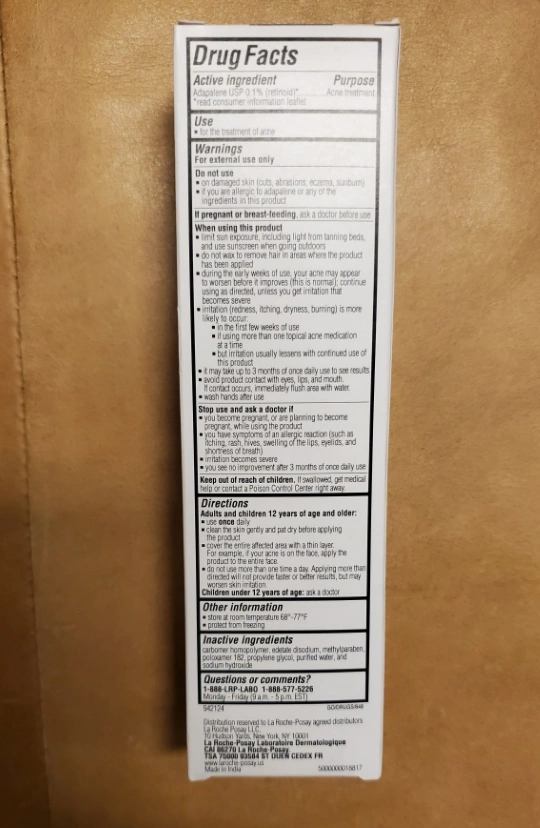 Drug Facts
Active ingredient Purpose
Adapalene USP 0.1% (retinoid)* Acne treatment
*read consumer information leaflet
Use
▪ for the treatment of acne
Warnings
For external use only
Do not use
▪ on damaged skin (cuts, abrasions, eczema, sunburn)
▪ if you are allergic to adapalene or any of the
ingredients in this product
If pregnant or breast-feeding, ask a doctor before use
When using this product
▪ limit sun exposure, including light from tanning beds,
and use sunscreen when going outdoors
▪ do not wax to remove hair in areas where the product
has been applied
▪ during the early weeks of use, your acne may appear
to worsen before it improves (this is normal); continue
using as directed, unless you get irritation that
becomes severe
▪ irritation (redness, itching, dryness, burning) is more
likely to occur:
▪ in the first few weeks of use
▪ if using more than one topical acne medication
at a time
▪ but irritation usually lessens with continued use of
this product
▪ it may take up to 3 months of once daily use to see results
▪ avoid product contact with eyes, lips, and mouth.
If contact occurs, immediately flush area with water.
▪ wash hands after use
Stop use and ask a doctor if
▪ you become pregnant, or are planning to become
pregnant, while using the product
▪ you have symptoms of an allergic reaction (such as
itching, rash, hives, swelling of the lips, eyelids, and
shortness of breath)
▪ irritation becomes severe
▪ you see no improvement after 3 months of once daily use
Keep out of reach of children. If swallowed, get medical
help or contact a Poison Control Center right away.
Directions
Adults and children 12 years of age and older:
▪ use once daily
▪ clean the skin gently and pat dry before applying
the product
▪ cover the entire affected area with a thin layer.
For example, if your acne is on the face, apply the
product to the entire face.
▪ do not use more than one time a day. Applying more than
directed will not provide faster or better results, but may
worsen skin irritation.
Children under 12 years of age: ask a doctor
Other information
▪ store at room temperature 68°-77°F
▪ protect from freezing
Inactive ingredients
carbomer homopolymer, edetate disodium, methylparaben,
poloxamer 182, propylene glycol, purified water, and
sodium hydroxide
Questions or comments?
1-888-LRP-LABO 1-888-577-5226
Monday - Friday (9 a.m. - 5 p.m. EST)
942124 GO/DRUGS/648
Distribution reserved to La Roche-Posay agreed distributors
La Roche-Posay LLC,
10 Hudson Yards, New York, NY 10001
La Roche-Posay Laboratoire Dermatologique
CAI 86270 La Roche-Posay.
TSA 75000 93584 ST OUEN CEDEX FR
www.laroche-posay.us
Made in India 5000000018817